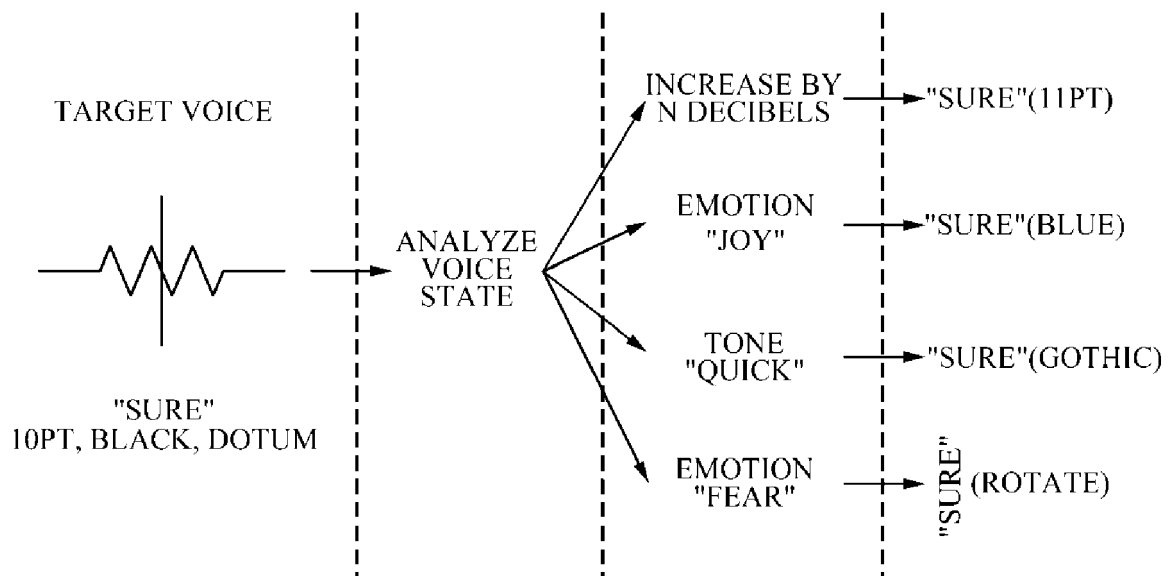 TARGET VOICE
"SURE"
10PT, BLACK, DOTUM
ANALYZE
VOICE
STATE
INCREASE BY
N DECIBELS
"SURE"(11PT)
EMOTION
"JOY"
"SURE"(BLUE)
TONE
"QUICK"
"SURE"(GOTHIC)
EMOTION
"FEAR"
"SURE"
(ROTATE)